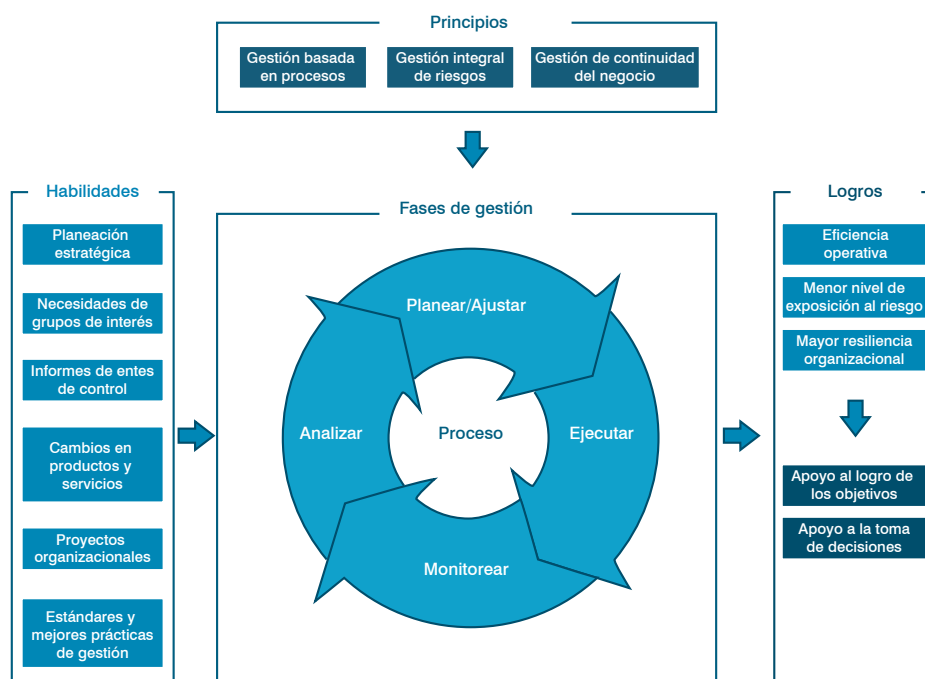 Principios
Gestión basada
en procesos
Gestión integral
de riesgos
Gestión de continuidad
del negocio
Habilidades
Planeación
estratégica
Necesidades de
grupos de interés
Informes de entes
de control
Cambios en
productos y
servicios
Proyectos
organizacionales
Estándares y
mejores prácticas
de gestión
Fases de gestión
Planear/Ajustar
Analizar
Proceso
Ejecutar
Monitorear
Logros
Eficiencia
operativa
Menor nivel de
exposición al riesgo
Mayor resiliencia
organizacional
Apoyo al logro de
los objetivos
Apoyo a la toma
de decisiones